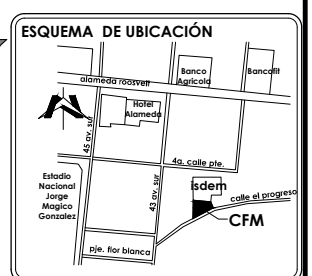 ESQUEMA DE UBICACIÓN
Banco
Agricola
Bancofit
alameda roosvelt
Hotel
Alameda
45 av. sur
4a. calle pte.
Estadio
Nacional
Jorge
Magico
Gonzalez
43 av. sur
isdem
calle el progreso
CFM
pje. flor blanca